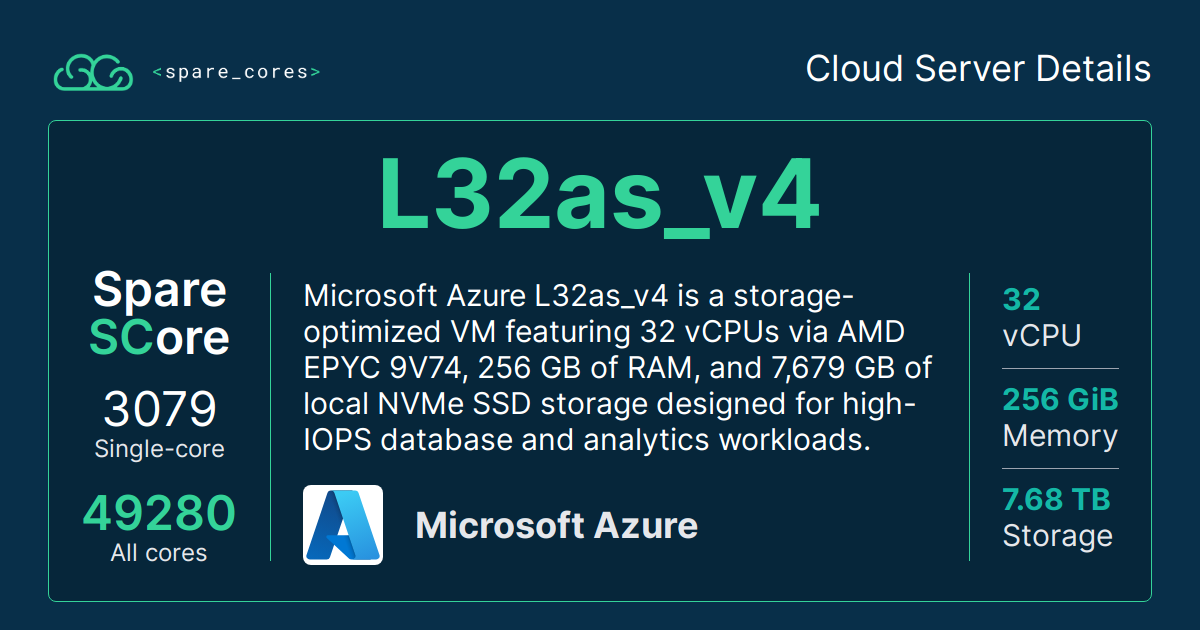 <spare_cores>
Cloud Server Details
L32as_v4
Spare
SCore
3079
Single-core
49280
All cores
Microsoft Azure L32as_v4 is a storage-
optimized VM featuring 32 vCPUs via AMD
EPYC 9V74, 256 GB of RAM, and 7,679 GB of
local NVMe SSD storage designed for high-
IOPS database and analytics workloads.
Microsoft Azure
32
vCPU
256 GiB
Memory
7.68 TB
Storage